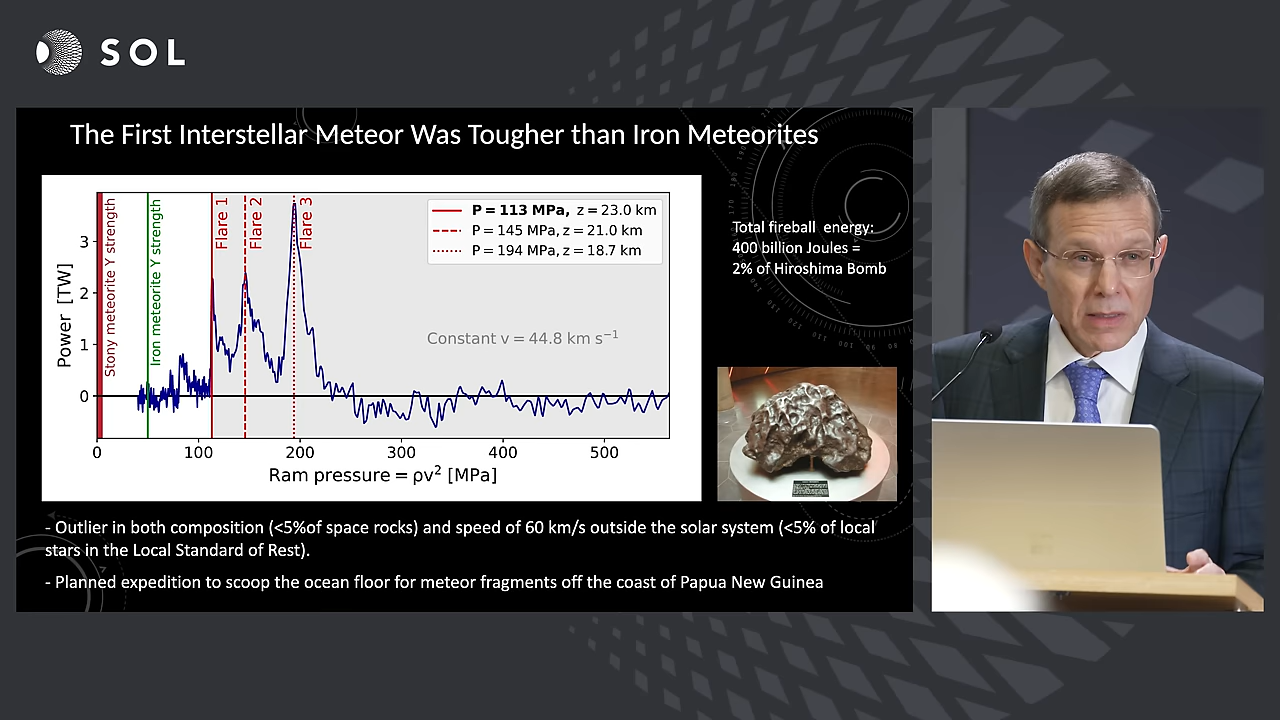 SOL
The First Interstellar Meteor Was Tougher than Iron Meteorites
Stony meteorite Y strength
Iron meteorite Y strength
Flare 1
Flare 2
Flare 3
P = 113 MPa, z = 23.0 km
P = 145 MPa, z = 21.0 km
P = 194 MPa, z = 18.7 km
Constant v = 44.8 km s⁻¹
Power [TW]
3
2
1
0
0 100 200 300 400 500
Ram pressure = ρv² [MPa]
Total fireball energy:
400 billion Joules =
2% of Hiroshima Bomb
- Outlier in both composition (<5%of space rocks) and speed of 60 km/s outside the solar system (<5% of local
stars in the Local Standard of Rest).
- Planned expedition to scoop the ocean floor for meteor fragments off the coast of Papua New Guinea